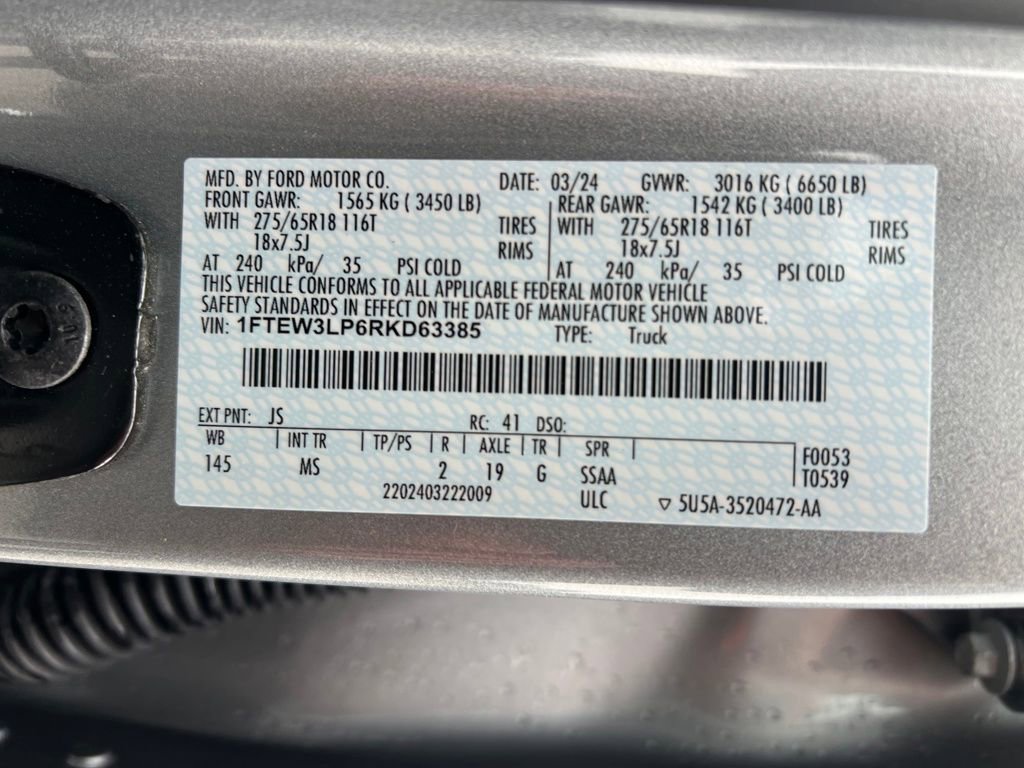 MFD. BY FORD MOTOR CO. DATE: 03/24 GVWR: 3016 KG ( 6650 LB)
FRONT GAWR: 1565 KG ( 3450 LB) REAR GAWR: 1542 KG ( 3400 LB)
WITH 275/65R18 116T TIRES WITH 275/65R18 116T TIRES
18x7.5J RIMS 18x7.5J RIMS
AT 240 kPa/ 35 PSI COLD AT 240 kPa/ 35 PSI COLD
THIS VEHICLE CONFORMS TO ALL APPLICABLE FEDERAL MOTOR VEHICLE
SAFETY STANDARDS IN EFFECT ON THE DATE OF MANUFACTURE SHOWN ABOVE.
VIN: 1FTEW3LP6RKD63385 TYPE: Truck
EXT PNT: JS RC: 41 DSO:
WB INT TR TP/PS R AXLE TR SPR F0053
145 MS 2 19 G SSAA T0539
2202403222009 ULC ▽ 5U5A-3520472-AA